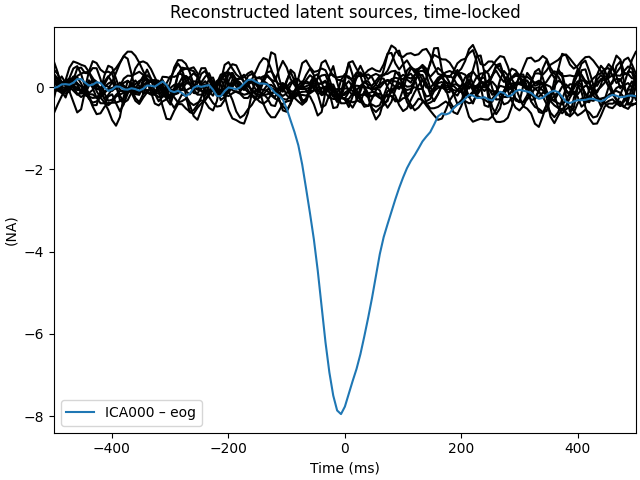 Reconstructed latent sources, time-locked
0
−2
−4
−6
−8
(NA)
ICA000 – eog
−400
−200
0
200
400
Time (ms)